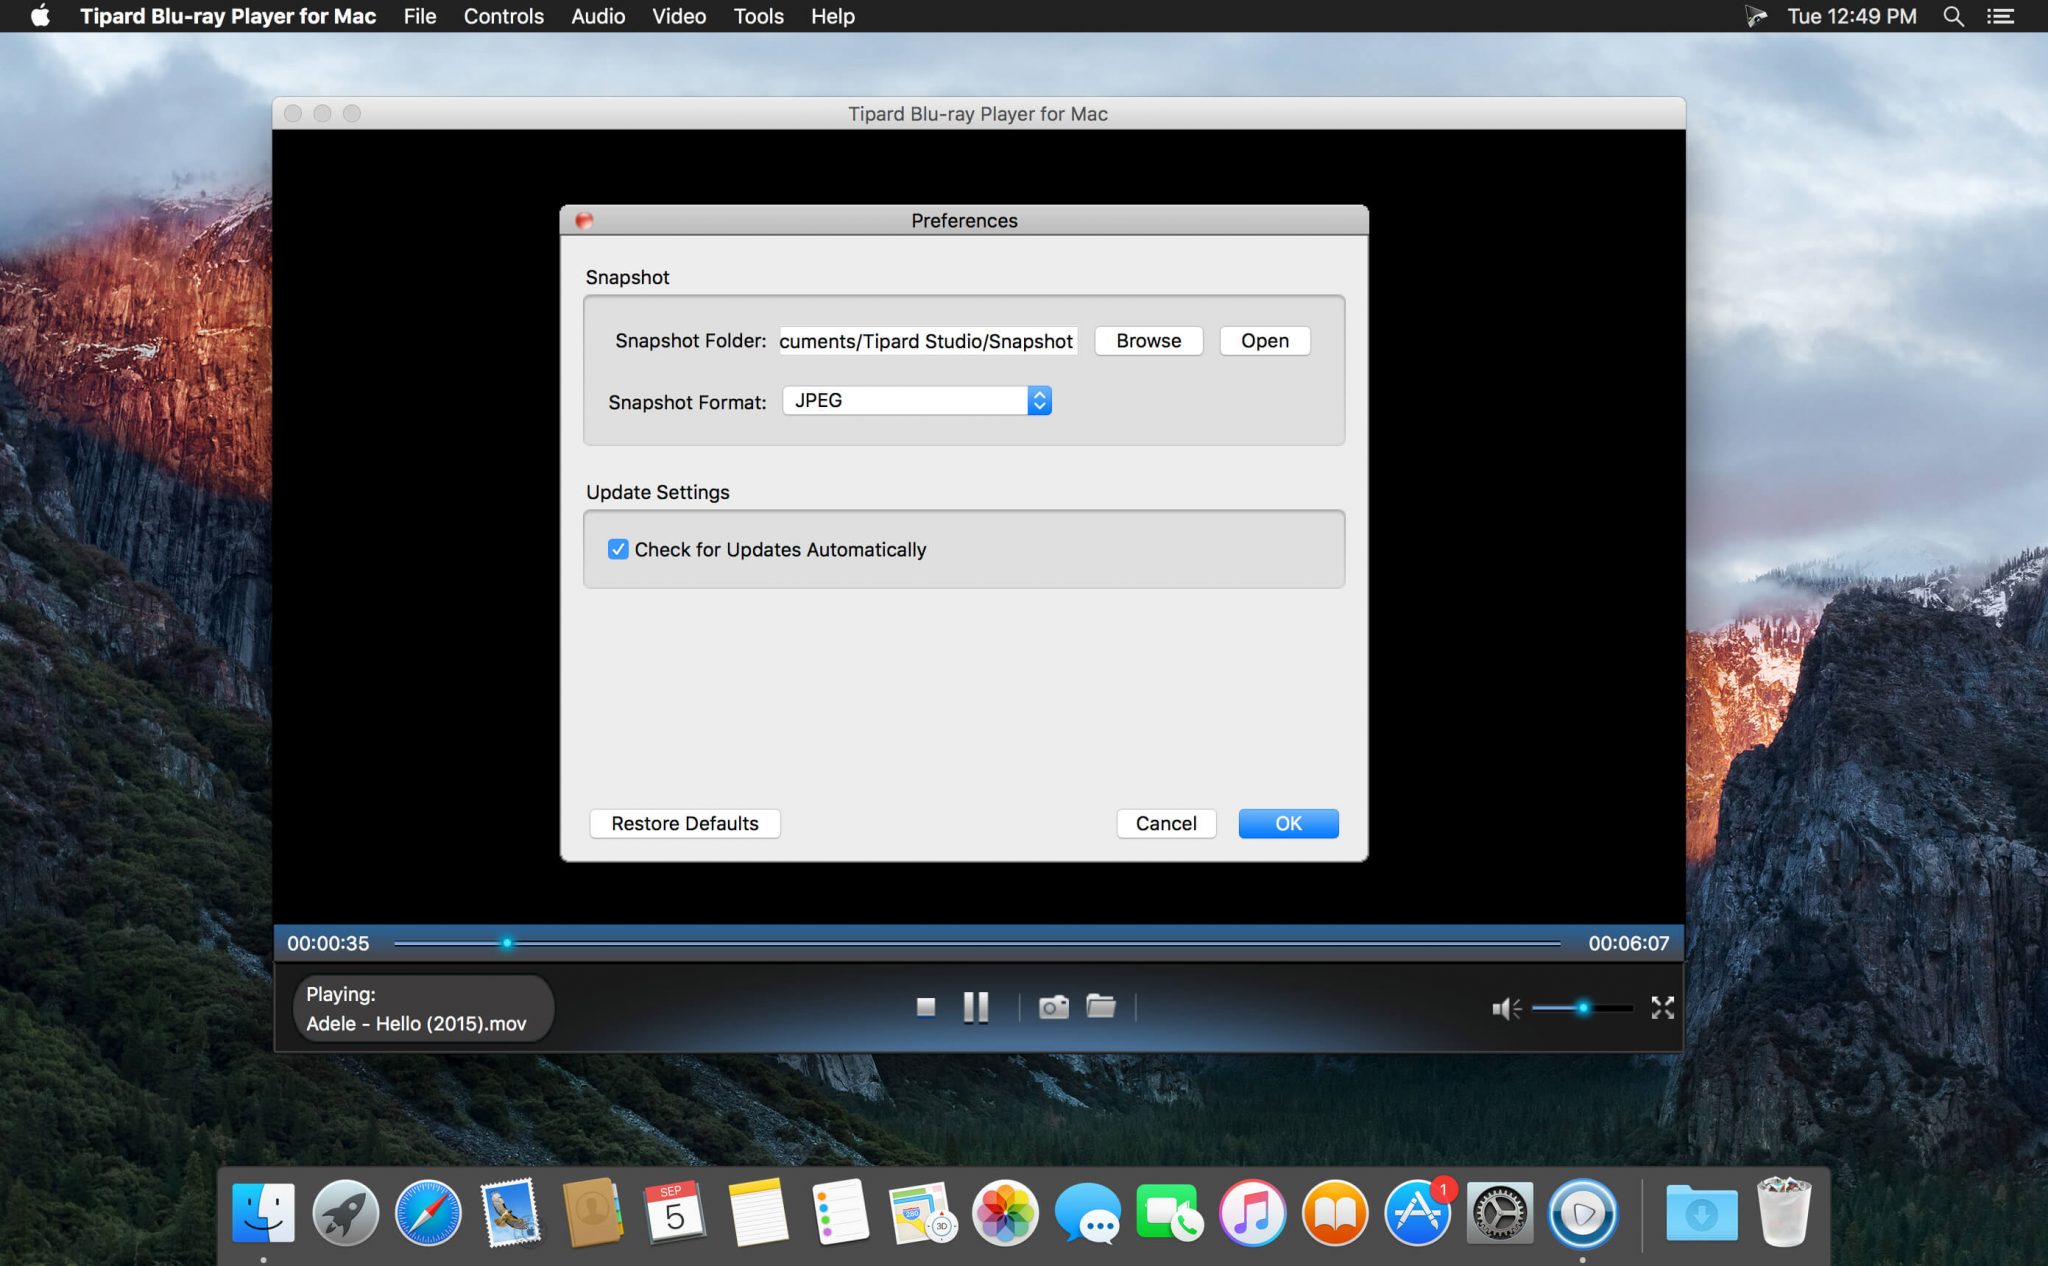 Tipard Blu-ray Player for Mac File Controls Audio Video Tools Help Tue 12:49 PM
Tipard Blu-ray Player for Mac
Preferences
Snapshot
Snapshot Folder: cuments/Tipard Studio/Snapshot Browse Open
Snapshot Format: JPEG
Update Settings
Check for Updates Automatically
Restore Defaults Cancel OK
00:00:35 00:06:07
Playing:
Adele - Hello (2015).mov
SEP
5
280
3D
1